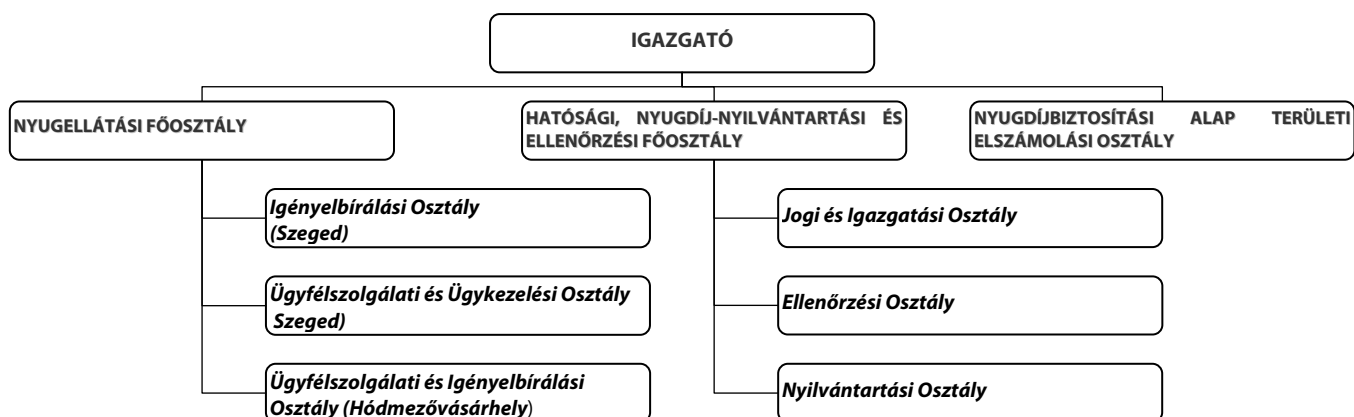 IGAZGATÓ
NYUGELLÁTÁSI FŐOSZTÁLY
HATÓSÁGI, NYUGDÍJ-NYILVÁNTARTÁSI ÉS
ELLENŐRZÉSI FŐOSZTÁLY
NYUGDÍJBIZTOSÍTÁSI ALAP TERÜLETI
ELSZÁMOLÁSI OSZTÁLY
Igényelbírálási Osztály
(Szeged)
Ügyfélszolgálati és Ügykezelési Osztály
Szeged)
Ügyfélszolgálati és Igényelbírálási
Osztály (Hódmezővásárhely)
Jogi és Igazgatási Osztály
Ellenőrzési Osztály
Nyilvántartási Osztály